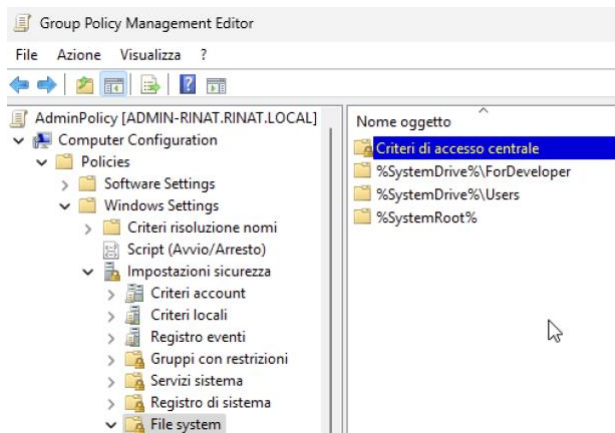 Group Policy Management Editor
File Azione Visualizza ?
AdminPolicy [ADMIN-RINAT.RINAT.LOCAL]
Computer Configuration
Policies
Software Settings
Windows Settings
Criteri risoluzione nomi
Script (Avvio/Arresto)
Impostazioni sicurezza
Criteri account
Criteri locali
Registro eventi
Gruppi con restrizioni
Servizi sistema
Registro di sistema
File system
Nome oggetto
Criteri di accesso centrale
%SystemDrive%\ForDeveloper
%SystemDrive%\Users
%SystemRoot%